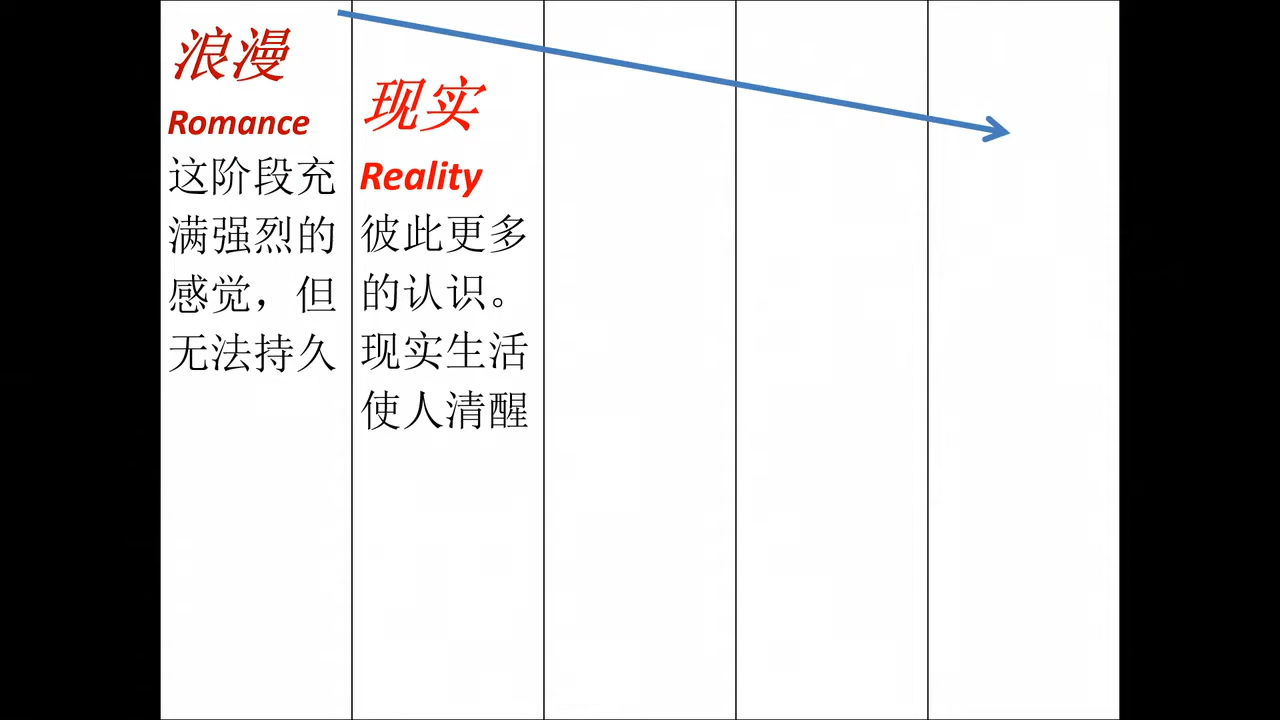 浪漫
Romance
这阶段充
满强烈的
感觉，但
无法持久
现实
Reality
彼此更多
的认识。
现实生活
使人清醒